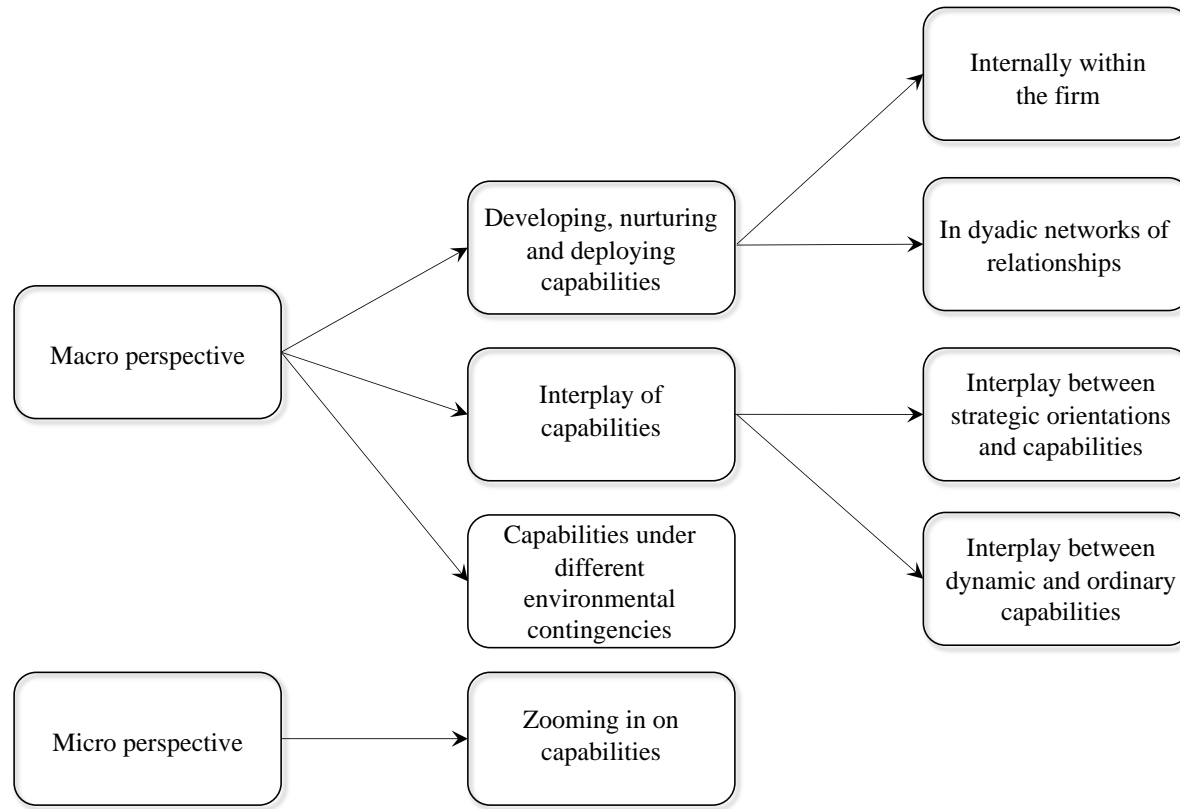 Internally within
the firm
Developing, nurturing
and deploying
capabilities
In dyadic networks of
relationships
Macro perspective
Interplay of
capabilities
Interplay between
strategic orientations
and capabilities
Capabilities under
different
environmental
contingencies
Interplay between
dynamic and ordinary
capabilities
Micro perspective
Zooming in on
capabilities